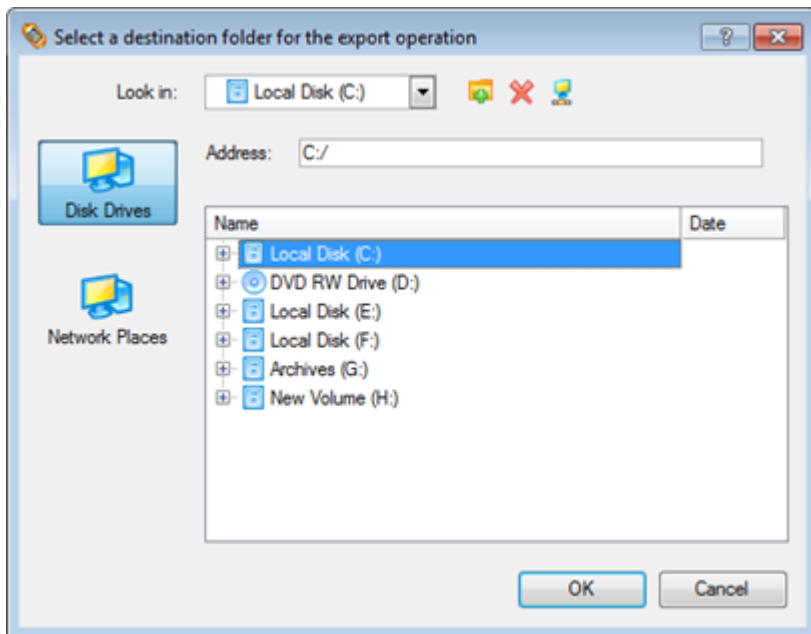 Select a destination folder for the export operation
Look in: Local Disk (C:)
Address: C:/
Disk Drives
Network Places
Name Date
Local Disk (C:)
DVD RW Drive (D:)
Local Disk (E:)
Local Disk (F:)
Archives (G:)
New Volume (H:)
OK Cancel